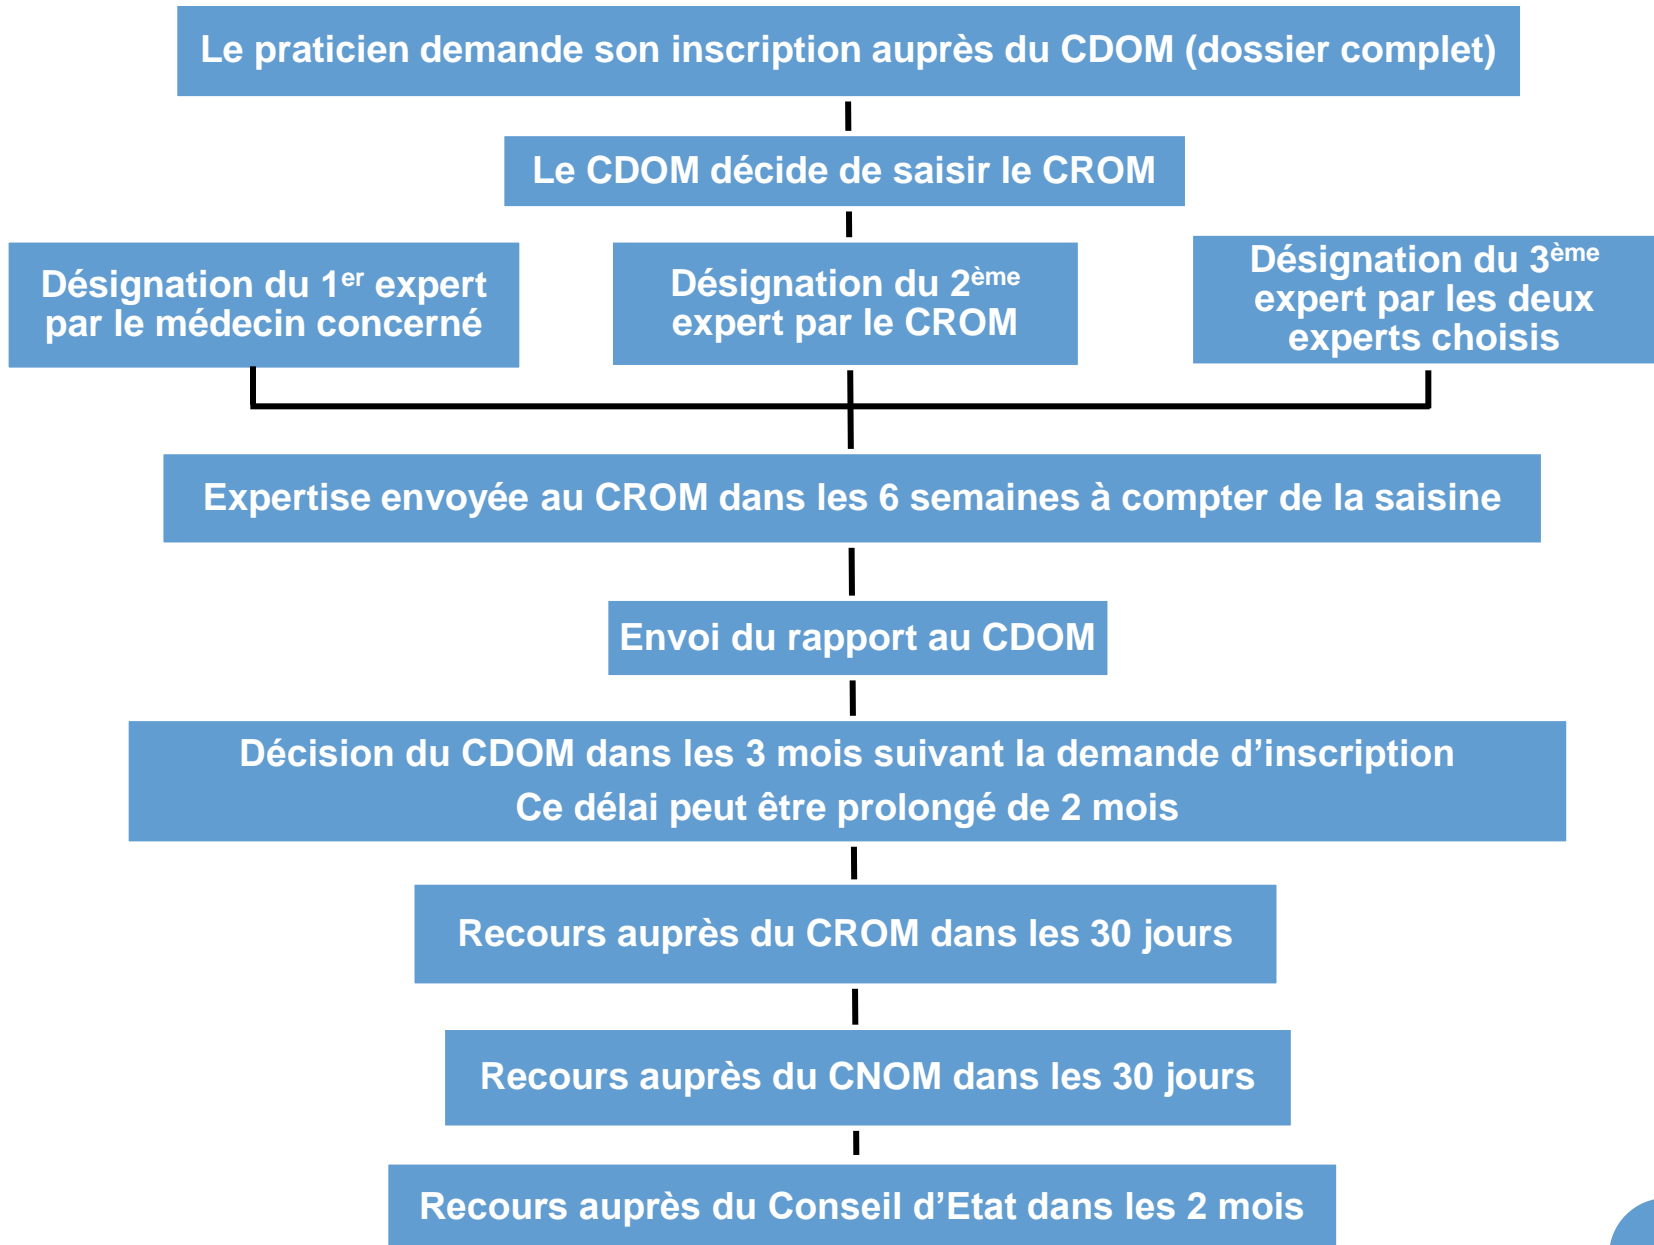 Le praticien demande son inscription auprès du CDOM (dossier complet)
Le CDOM décide de saisir le CROM
Désignation du 1er expert
par le médecin concerné
Désignation du 2ème
expert par le CROM
Désignation du 3ème
expert par les deux
experts choisis
Expertise envoyée au CROM dans les 6 semaines à compter de la saisine
Envoi du rapport au CDOM
Décision du CDOM dans les 3 mois suivant la demande d’inscription
Ce délai peut être prolongé de 2 mois
Recours auprès du CROM dans les 30 jours
Recours auprès du CNOM dans les 30 jours
Recours auprès du Conseil d’Etat dans les 2 mois